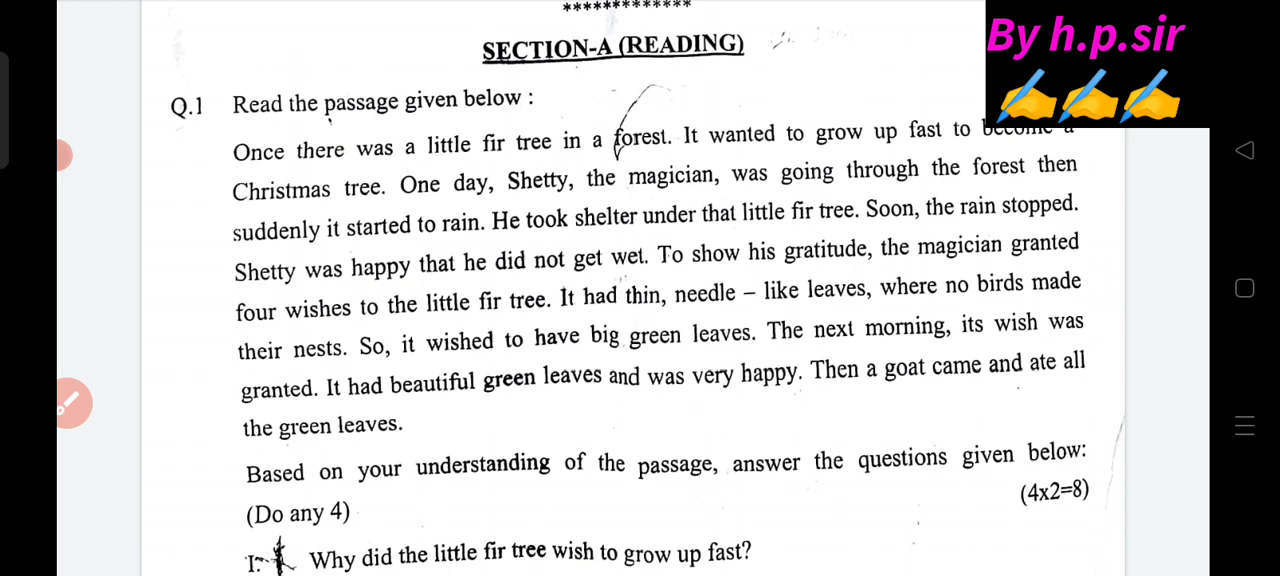 *************
SECTION-A (READING)
By h.p.sir
Q.1 Read the passage given below :
Once there was a little fir tree in a forest. It wanted to grow up fast to become a
Christmas tree. One day, Shetty, the magician, was going through the forest then
suddenly it started to rain. He took shelter under that little fir tree. Soon, the rain stopped.
Shetty was happy that he did not get wet. To show his gratitude, the magician granted
four wishes to the little fir tree. It had thin, needle – like leaves, where no birds made
their nests. So, it wished to have big green leaves. The next morning, its wish was
granted. It had beautiful green leaves and was very happy. Then a goat came and ate all
the green leaves.
Based on your understanding of the passage, answer the questions given below:
(Do any 4) (4x2=8)
I. Why did the little fir tree wish to grow up fast?